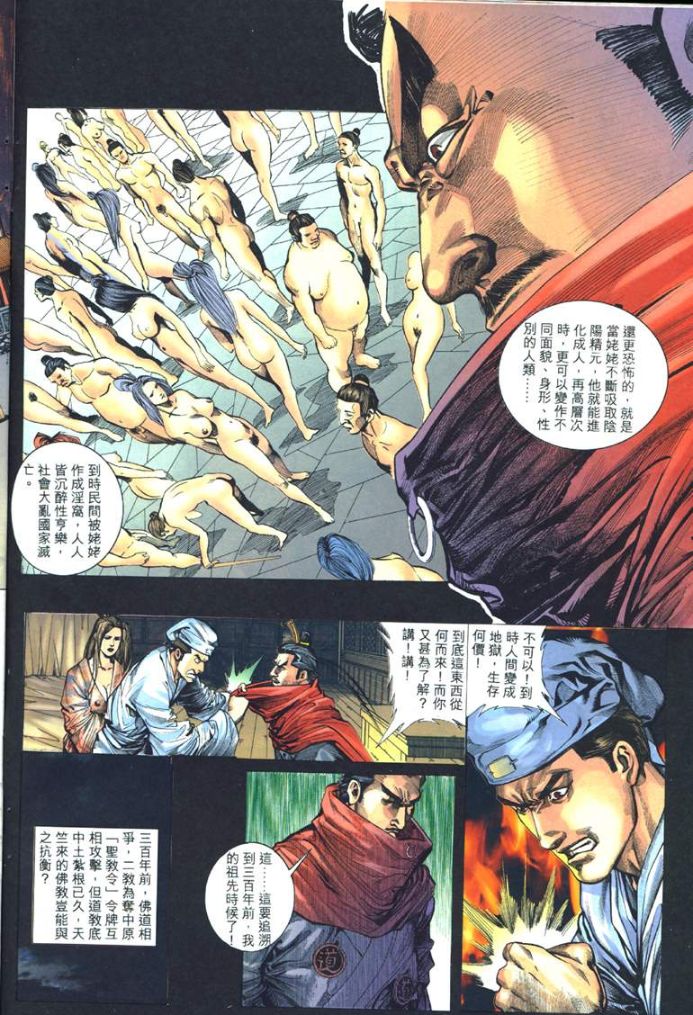 還更恐怖的，就是
當姥姥不斷吸取陰
陽精元，他就能進
化成人，再高層次
時，更可以變作不
同面貌、身形、性
別的人類……
到時民間被姥姥
作成淫窩，人人
皆沉醉性亨樂，
社會大亂國家滅
亡。
不可以！到
時人間變成
地獄，生存
何價！
到底這東西從
何而來！而你
又甚為了解？
講！講！
這……這要追溯
到三百年前，我
的祖先時候了！
道
三百年前，佛道相
爭，二教為奪中原
「聖教令」令牌互
相攻擊，但道教底
中土紮根已久，天
竺來的佛教豈能與
之抗衡？